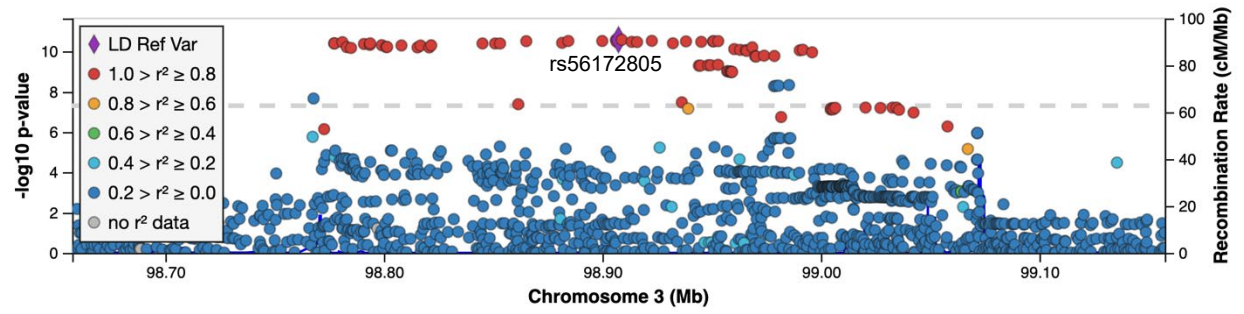 LD Ref Var
1.0 > r² ≥ 0.8
0.8 > r² ≥ 0.6
0.6 > r² ≥ 0.4
0.4 > r² ≥ 0.2
0.2 > r² ≥ 0.0
no r² data
rs56172805
-log10 p-value
10
8
6
4
2
0
100
80
60
40
20
0
Recombination Rate (cM/Mb)
98.70 98.80 98.90 99.00 99.10
Chromosome 3 (Mb)